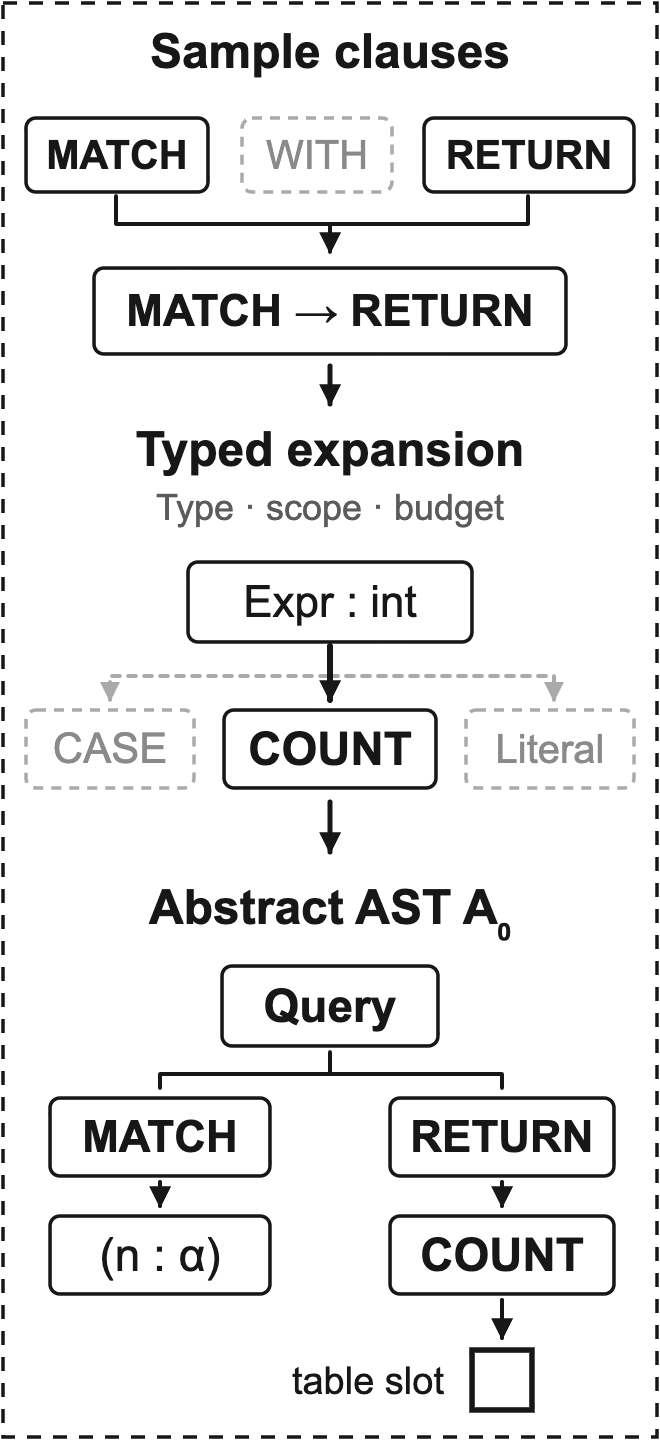 Sample clauses
MATCH WITH RETURN
MATCH → RETURN
Typed expansion
Type · scope · budget
Expr : int
CASE COUNT Literal
Abstract AST A₀
Query
MATCH RETURN
(n : α) COUNT
table slot